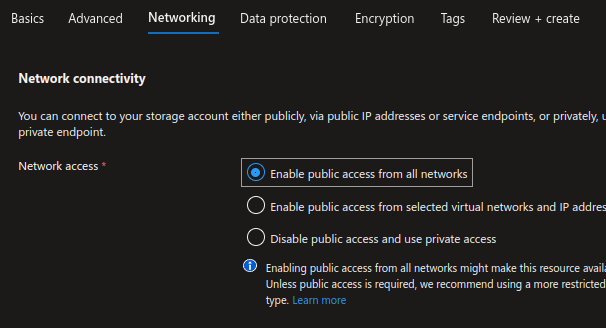 Basics Advanced Networking Data protection Encryption Tags Review + create
Network connectivity
You can connect to your storage account either publicly, via public IP addresses or service endpoints, or privately,
private endpoint.
Network access *
Enable public access from all networks
Enable public access from selected virtual networks and IP
Disable public access and use private access
Enabling public access from all networks might make this resource
Unless public access is required, we recommend using a more restricted
type. Learn more